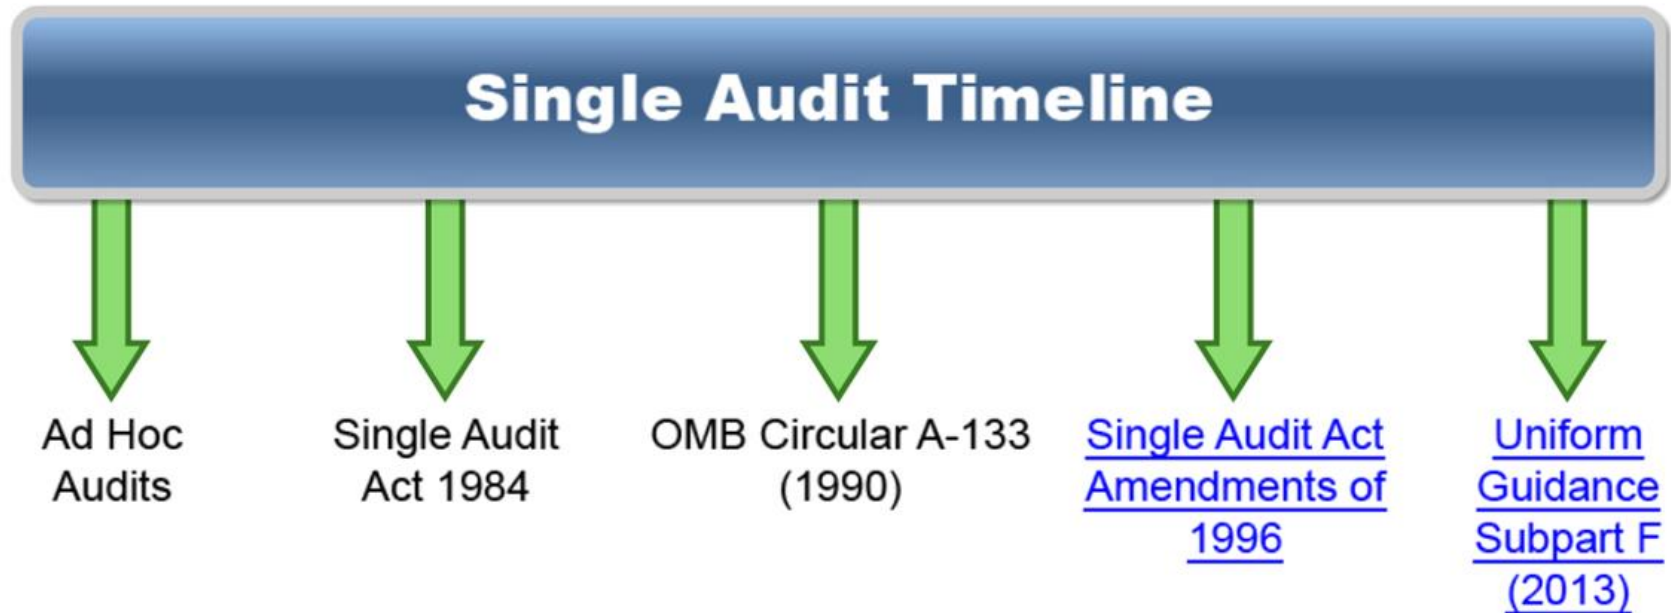 Single Audit Timeline
Ad Hoc
Audits
Single Audit
Act 1984
OMB Circular A-133
(1990)
Single Audit Act
Amendments of
1996
Uniform
Guidance
Subpart F
(2013)